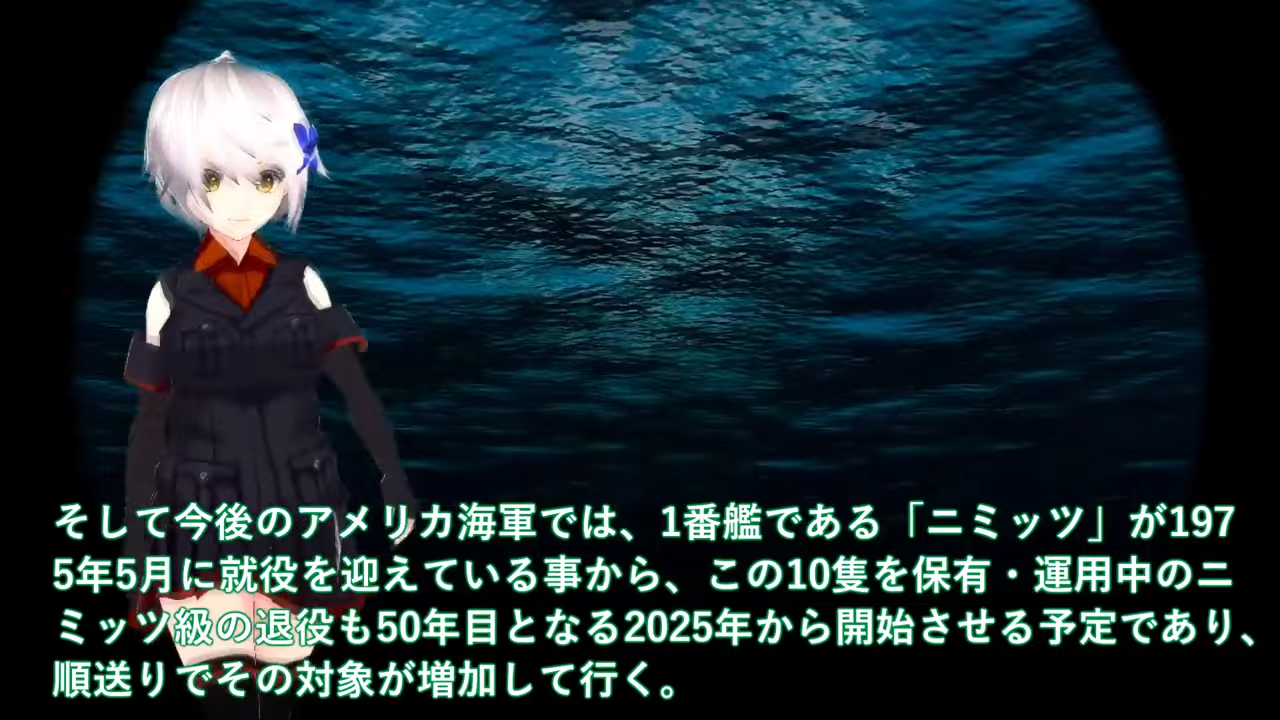 そして今後のアメリカ海軍では、1番艦である「ニミッツ」が197
5年5月に就役を迎えている事から、この10隻を保有・運用中のニ
ミッツ級の退役も50年目となる2025年から開始させる予定であり、
順送りでその対象が増加して行く。